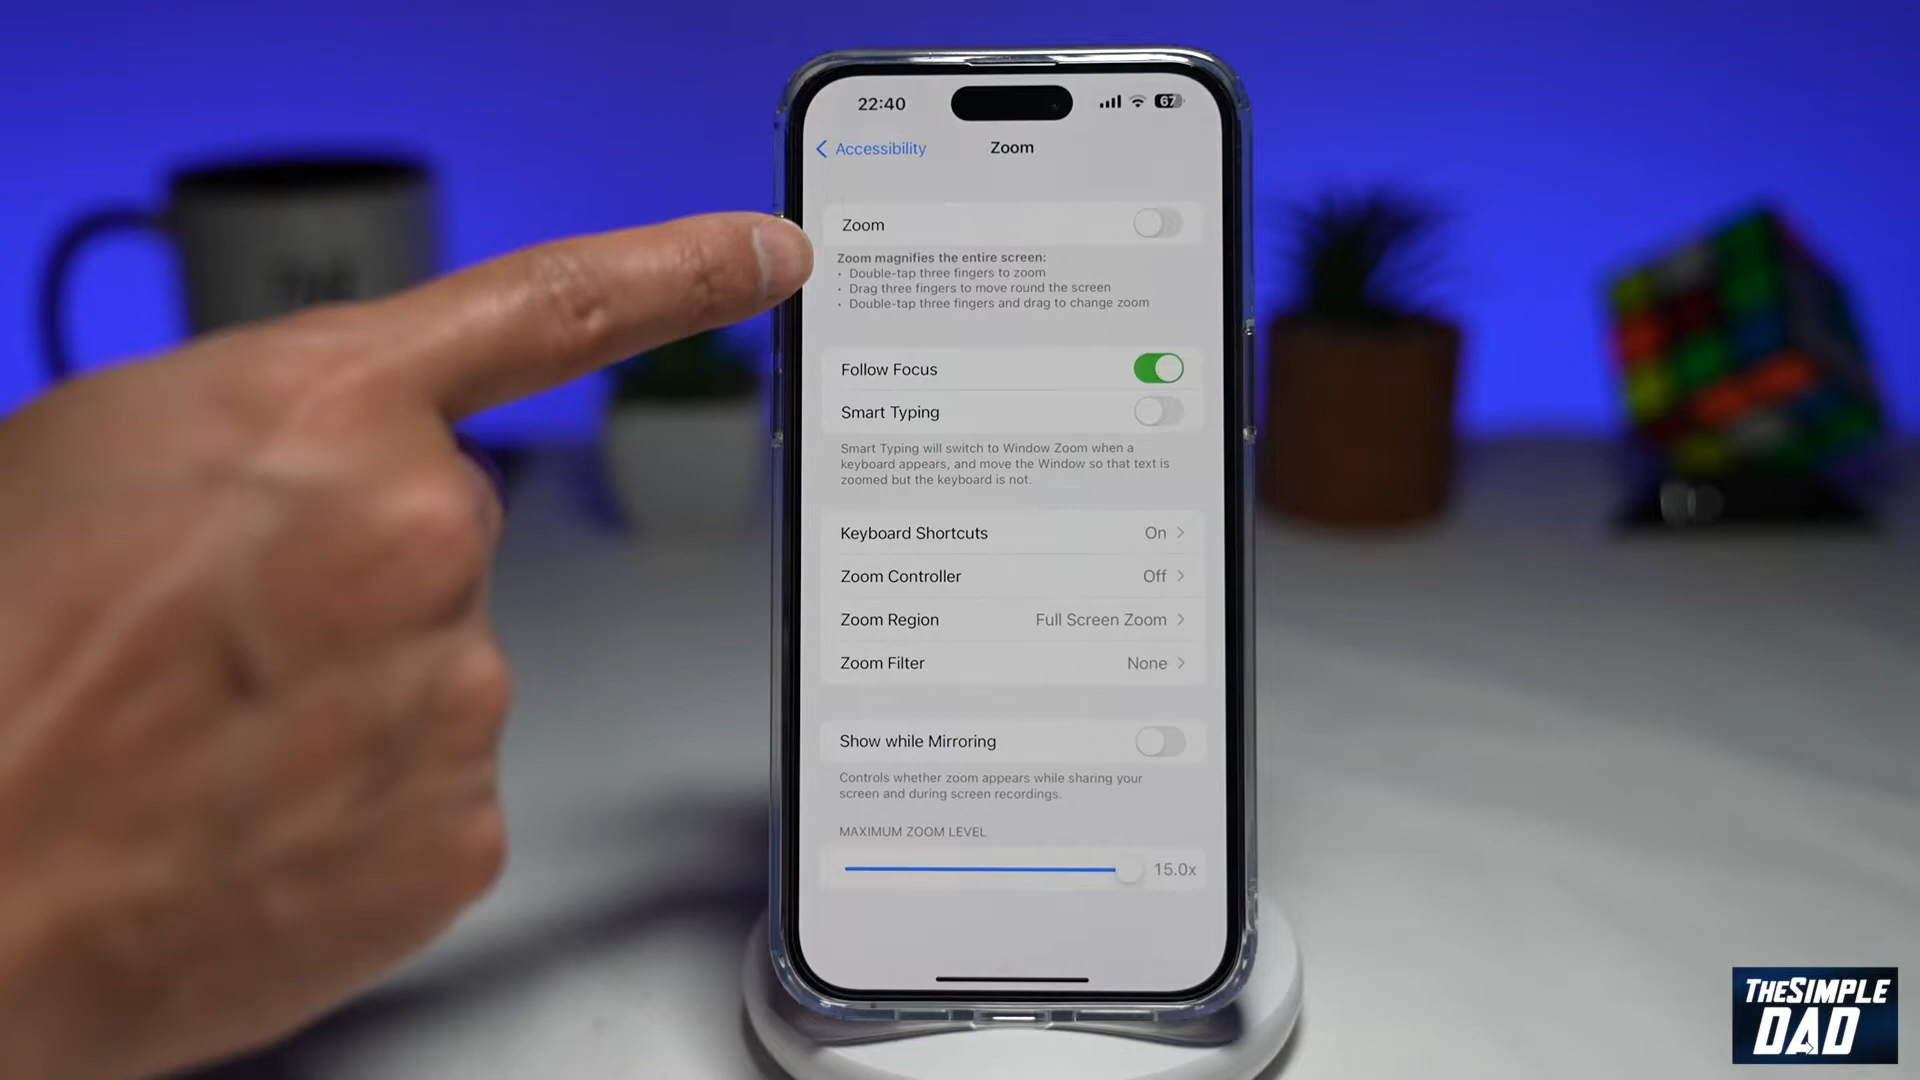 22:40
67
Accessibility
Zoom
Zoom
Zoom magnifies the entire screen:
• Double-tap three fingers to zoom
• Drag three fingers to move round the screen
• Double-tap three fingers and drag to change zoom
Follow Focus
Smart Typing
Smart Typing will switch to Window Zoom when a
keyboard appears, and move the Window so that text is
zoomed but the keyboard is not.
Keyboard Shortcuts On
Zoom Controller Off
Zoom Region Full Screen Zoom
Zoom Filter None
Show while Mirroring
Controls whether zoom appears while sharing your
screen and during screen recordings.
MAXIMUM ZOOM LEVEL
15.0x
THESIMPLE
DAD